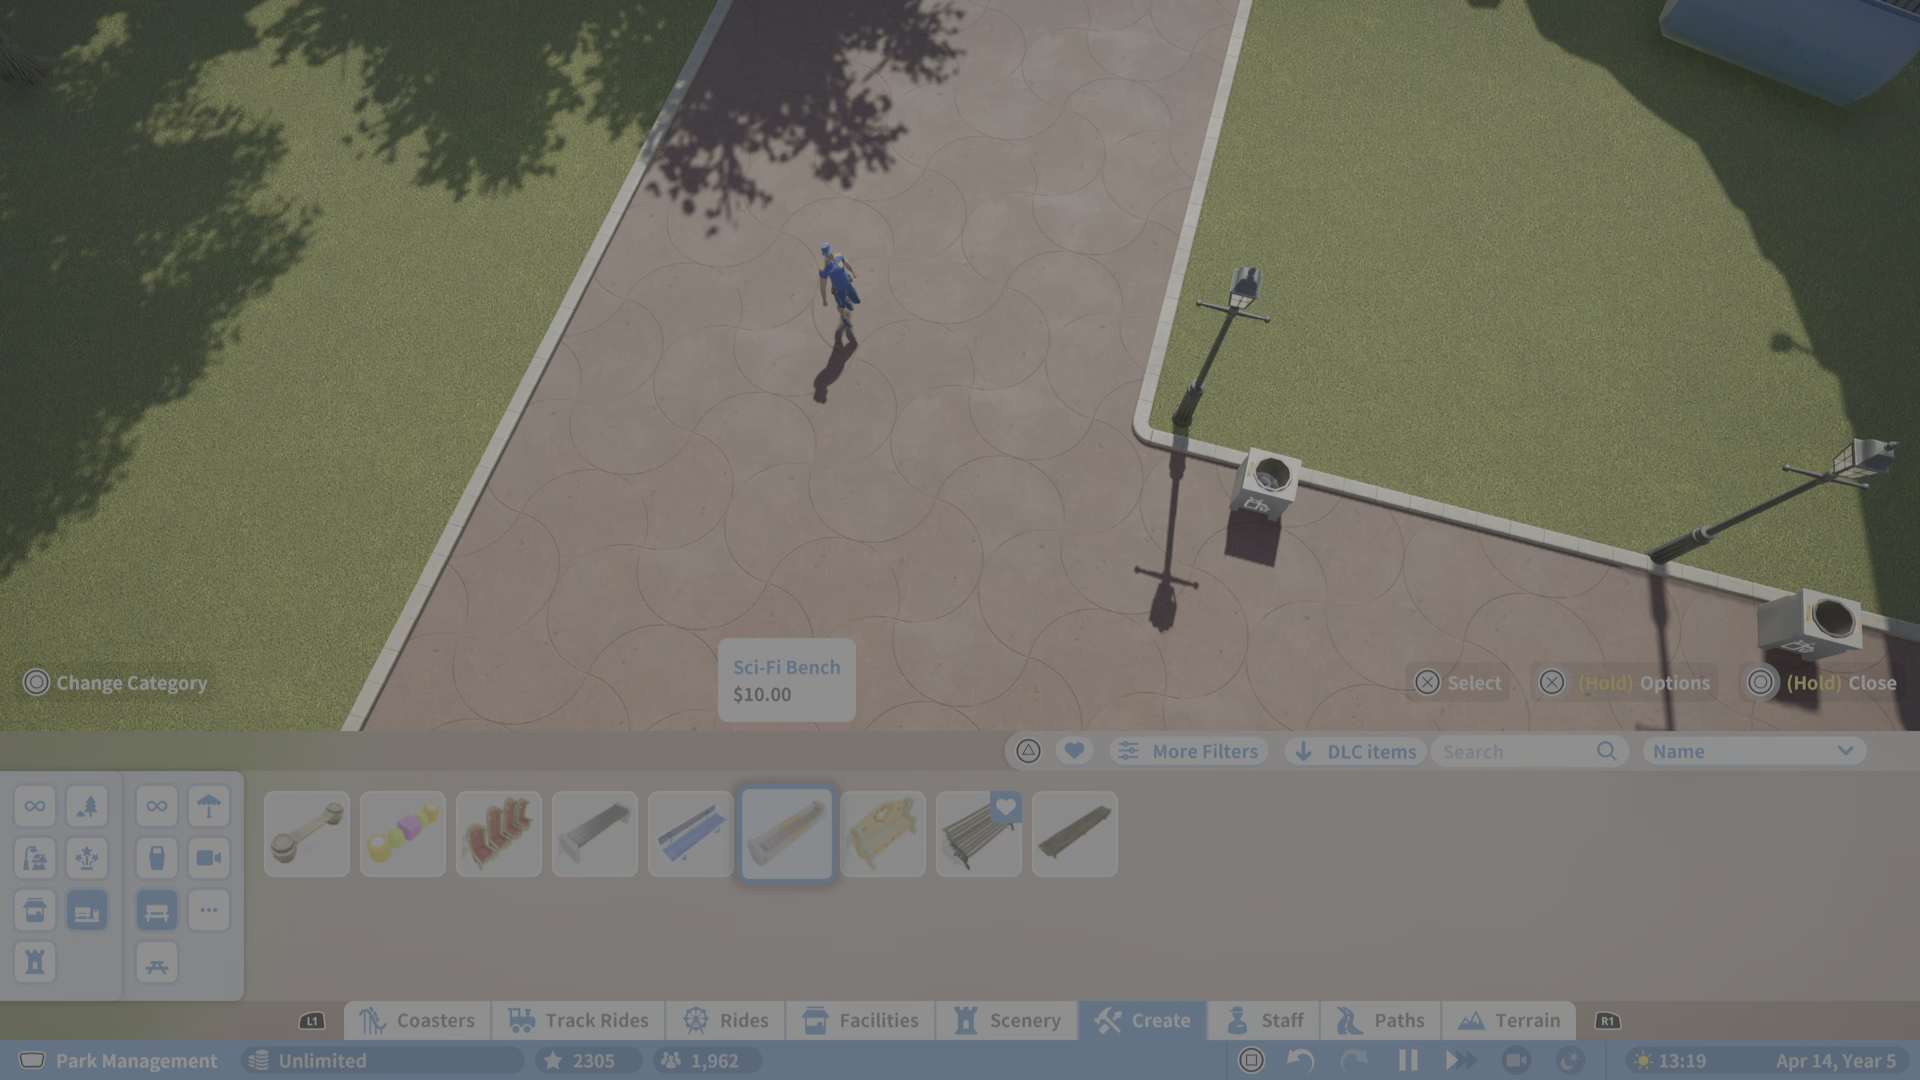 Sci-Fi Bench
$10.00
Change Category
Select
(Hold) Options
(Hold) Close
More Filters
DLC items
Search
Name
L1
Coasters
Track Rides
Rides
Facilities
Scenery
Create
Staff
Paths
Terrain
R1
Park Management
Unlimited
2305
1,962
13:19
Apr 14, Year 5